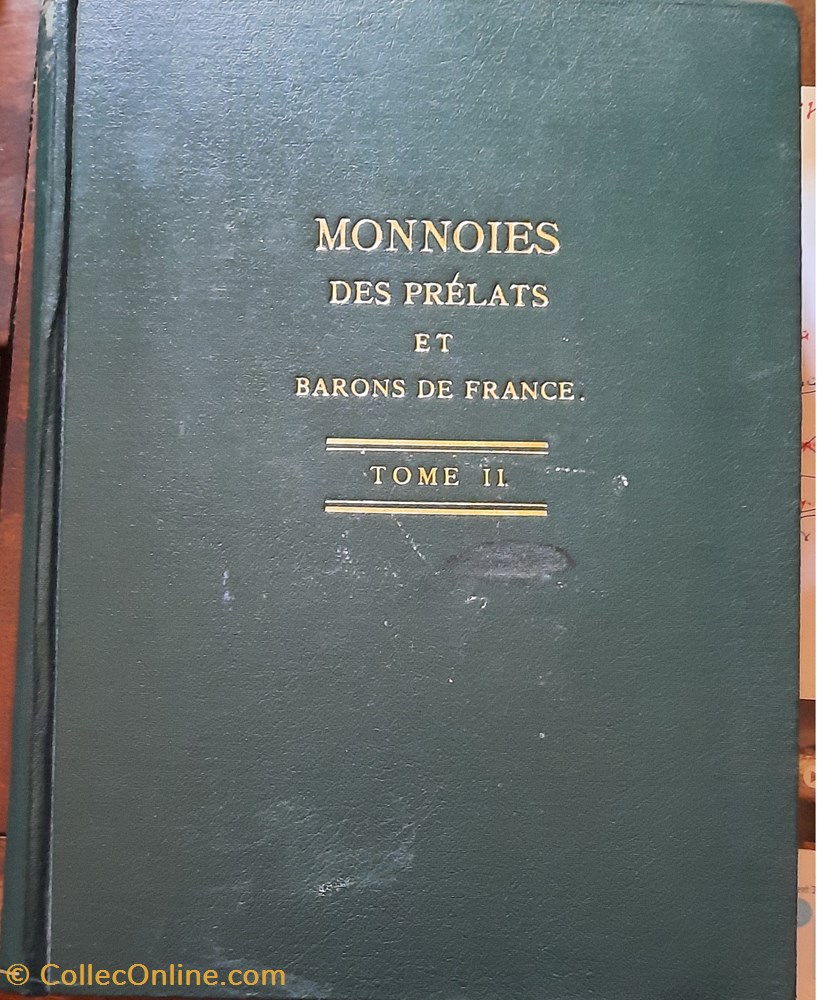 MONNOIES
DES PRÉLATS
ET
BARONS DE FRANCE.
TOME II.
© CollecOnline.com